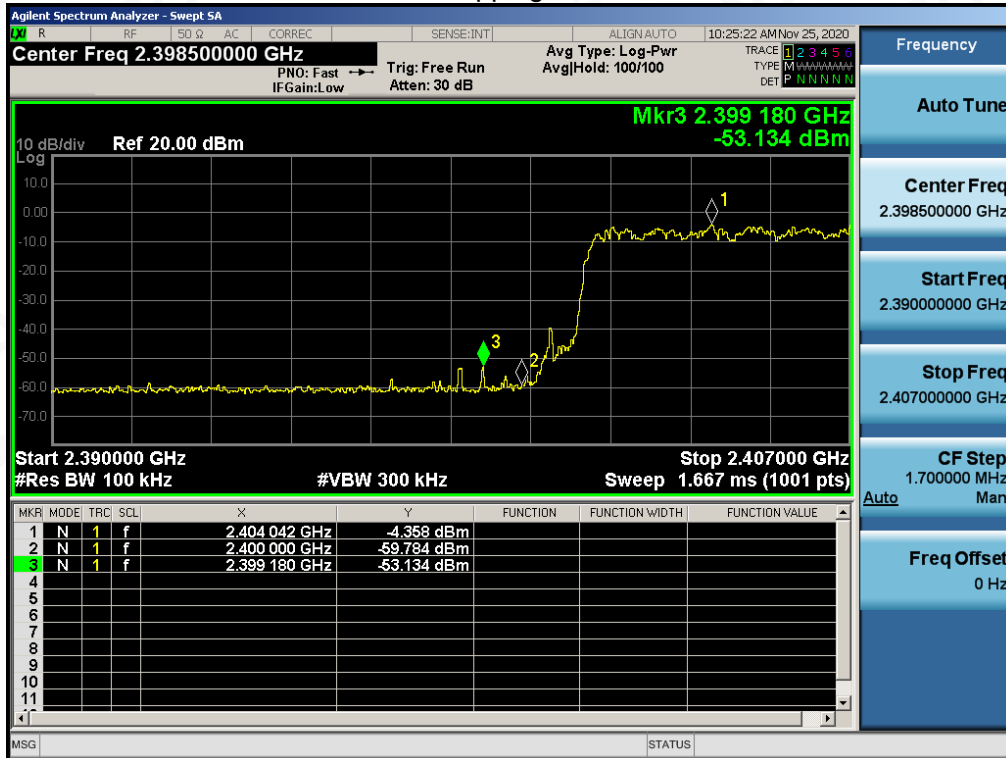 Agilent Spectrum Analyzer - Swept SA
LXI R RF 50 Ω AC CORREC SENSE:INT ALIGN AUTO 10:25:22 AM Nov 25, 2020
Center Freq 2.398500000 GHz
PNO: Fast
IFGain:Low
Trig: Free Run
Atten: 30 dB
Avg Type: Log-Pwr
Avg|Hold: 100/100
TRACE 1 2 3 4 5 6
TYPE M WWWWW
DET P N N N N N
Mkr3 2.399 180 GHz
-53.134 dBm
10 dB/div Ref 20.00 dBm
Log
10.0
0.00
-10.0
-20.0
-30.0
-40.0
-50.0
-60.0
-70.0
1
2
3
Start 2.390000 GHz Stop 2.407000 GHz
#Res BW 100 kHz #VBW 300 kHz Sweep 1.667 ms (1001 pts)
MKR MODE TRC SCL X Y FUNCTION FUNCTION WIDTH FUNCTION VALUE
1 N 1 f 2.404 042 GHz -4.358 dBm
2 N 1 f 2.400 000 GHz -59.784 dBm
3 N 1 f 2.399 180 GHz -53.134 dBm
4
5
6
7
8
9
10
11
MSG STATUS
Frequency
Auto Tune
Center Freq
2.398500000 GHz
Start Freq
2.390000000 GHz
Stop Freq
2.407000000 GHz
CF Step
1.700000 MHz
Auto Man
Freq Offset
0 Hz